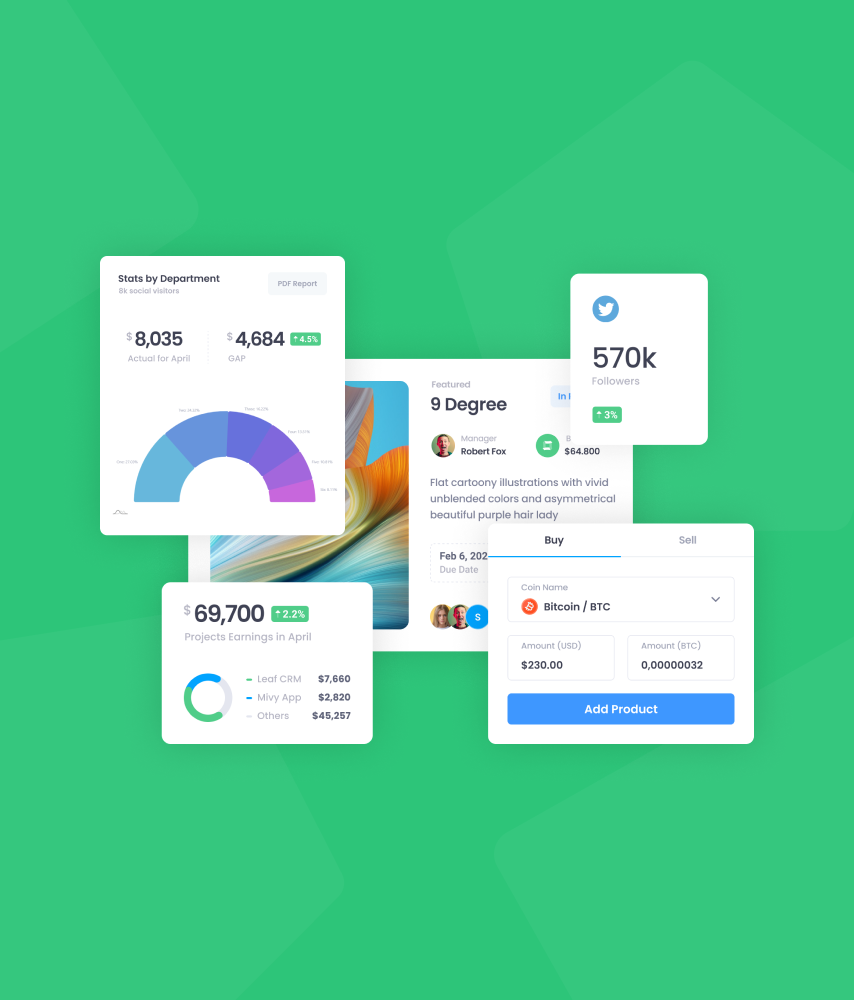 Stats by Department
8k social visitors
PDF Report
$ 8,035
Actual for April
$ 4,684
4.5%
GAP
570k
Followers
3%
Featured
9 Degree
Manager
Robert Fox
$64.800
Flat cartoony illustrations with vivid
unblended colors and asymmetrical
beautiful purple hair lady
Feb 6, 202
Due Date
S
$ 69,700
2.2%
Projects Earnings in April
Leaf CRM $7,660
Mivy App $2,820
Others $45,257
Buy
Sell
Coin Name
Bitcoin / BTC
Amount (USD)
$230.00
Amount (BTC)
0,00000032
Add Product